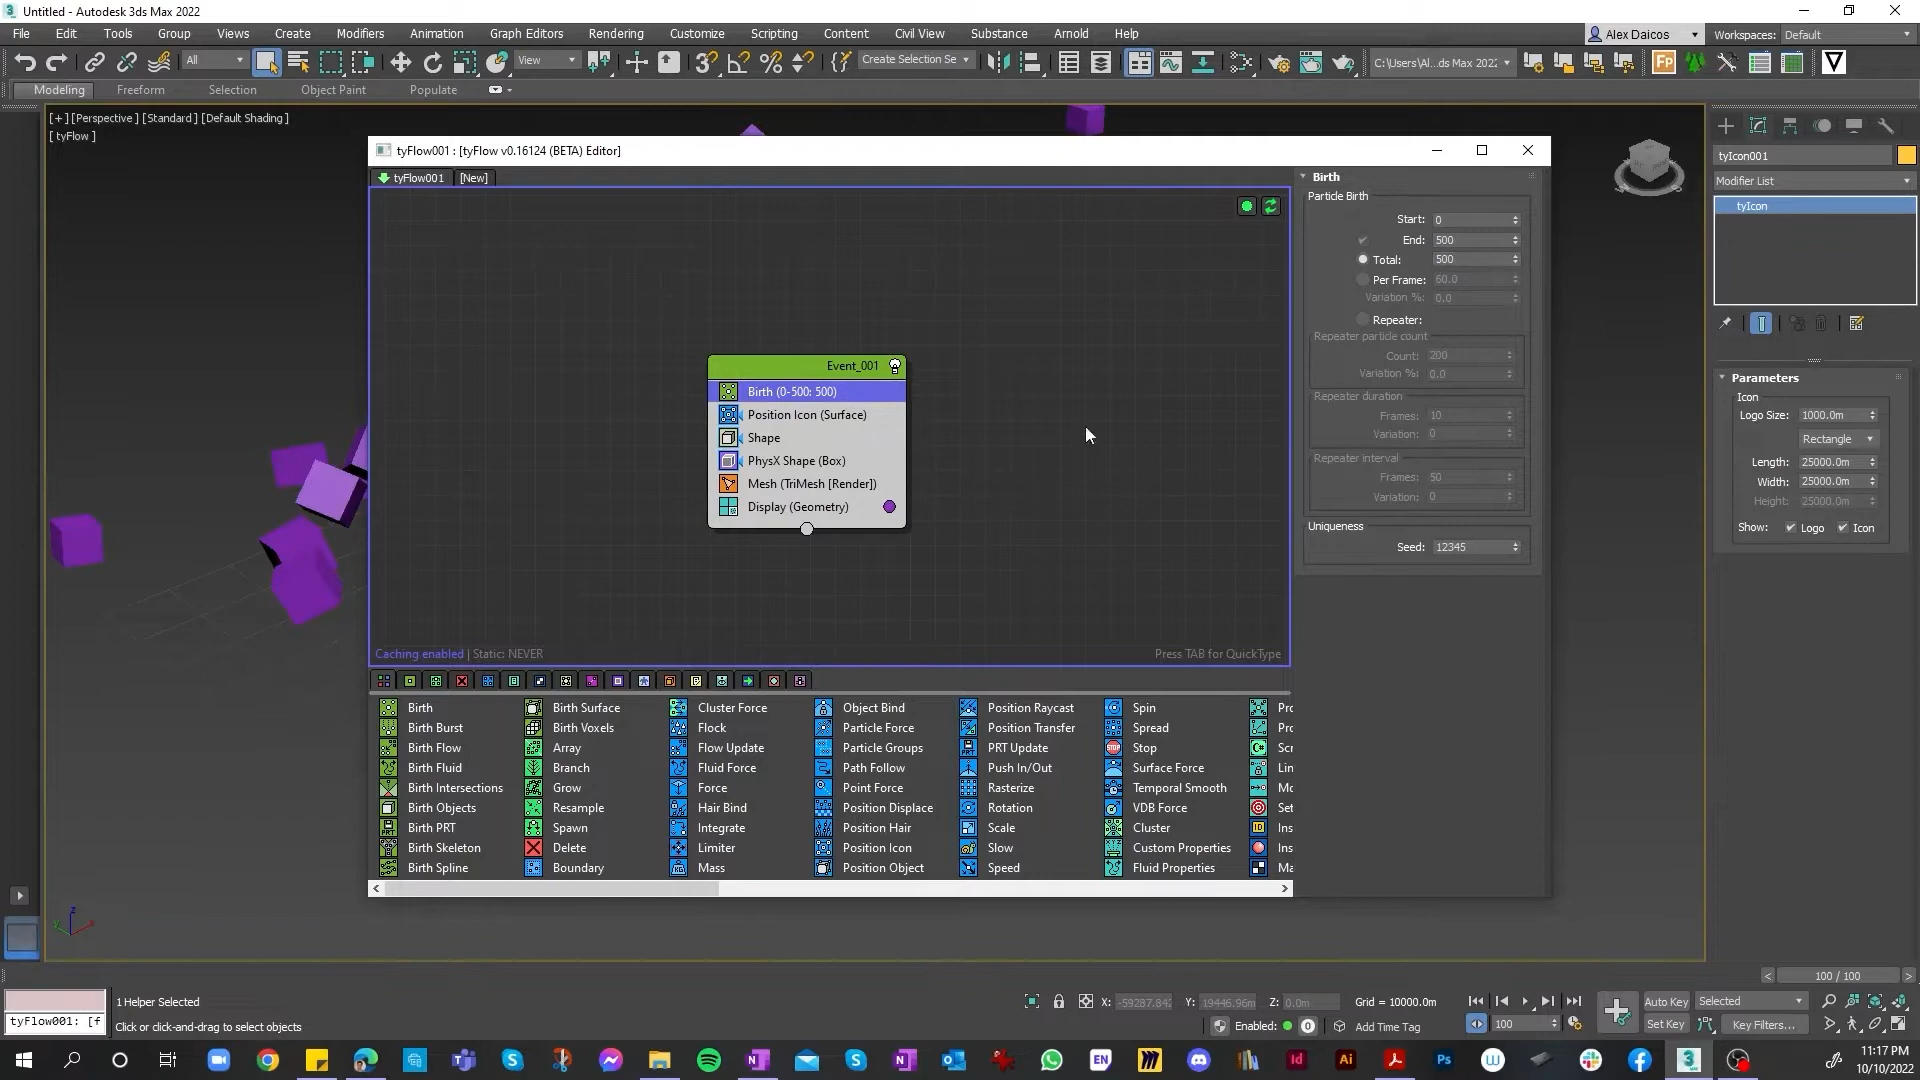 Untitled - Autodesk 3ds Max 2022
File Edit Tools Group Views Create Modifiers Animation Graph Editors Rendering Customize Scripting Content Civil View Substance Arnold Help
Alex Daicos Workspaces: Default
All View Create Selection Se C:\Users\Al...ds Max 2022
Modeling Freeform Selection Object Paint Populate
[+] [Perspective] [Standard] [Default Shading]
[ tyFlow ]
tyFlow001 : [tyFlow v0.16124 (BETA) Editor]
tyFlow001 [New]
Event_001
Birth (0-500: 500)
Position Icon (Surface)
Shape
PhysX Shape (Box)
Mesh (TriMesh [Render])
Display (Geometry)
Caching enabled | Static: NEVER
Press TAB for QuickType
Birth
Particle Birth
Start: 0
End: 500
Total: 500
Per Frame: 60.0
Variation %: 0.0
Repeater:
Repeater particle count
Count: 200
Variation %: 0.0
Repeater duration
Frames: 10
Variation: 0
Repeater interval
Frames: 50
Variation: 0
Uniqueness
Seed: 12345
tyIcon001
Modifier List
tyIcon
Parameters
Icon
Logo Size: 1000.0m
Rectangle
Length: 25000.0m
Width: 25000.0m
Height: 25000.0m
Show: Logo Icon
Birth Birth Surface Cluster Force Object Bind Position Raycast Spin Pro
Birth Burst Birth Voxels Flock Particle Force Position Transfer Spread Pro
Birth Flow Array Flow Update Particle Groups PRT Update Stop Scr
Birth Fluid Branch Fluid Force Path Follow Push In/Out Surface Force Lin
Birth Intersections Grow Force Point Force Rasterize Temporal Smooth Mo
Birth Objects Resample Hair Bind Position Displace Rotation VDB Force Set
Birth PRT Spawn Integrate Position Hair Scale Cluster Ins
Birth Skeleton Delete Limiter Position Icon Slow Custom Properties Ins
Birth Spline Boundary Mass Position Object Speed Fluid Properties Ma
100 / 100
1 Helper Selected
X: -59287.842 Y: 19446.96m Z: 0.0m Grid = 10000.0m
Auto Key Selected
tyFlow001: [f
Click or click-and-drag to select objects
Enabled: 0 Add Time Tag
100
Set Key Key Filters...
11:17 PM
10/10/2022